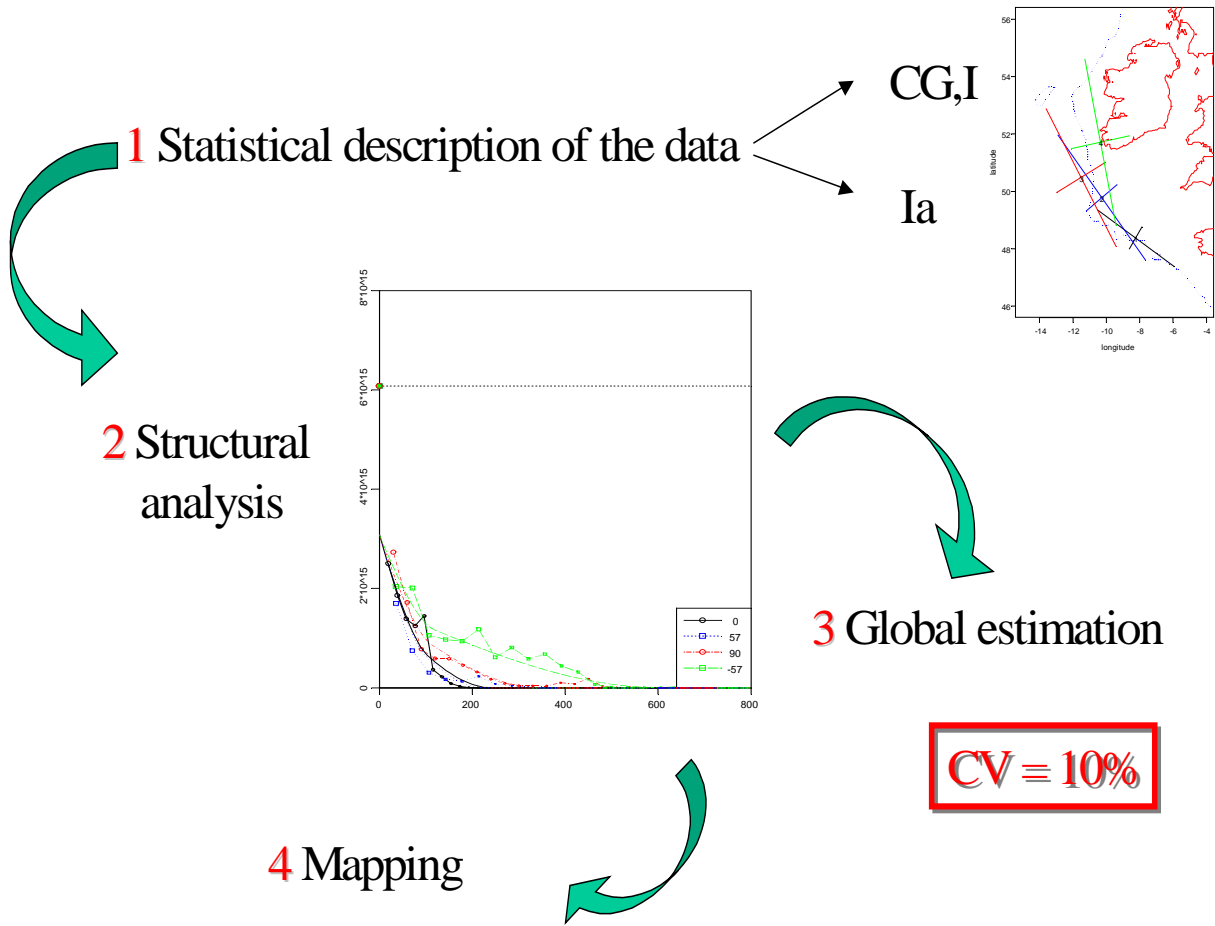 1 Statistical description of the data
CG,I
Ia
56
54
52
50
48
46
latitude
-14
-12
-10
-8
-6
-4
longitude
2 Structural
analysis
8*10^15
6*10^15
4*10^15
2*10^15
0
0
200
400
600
800
0
57
90
-57
3 Global estimation
CV = 10%
4 Mapping